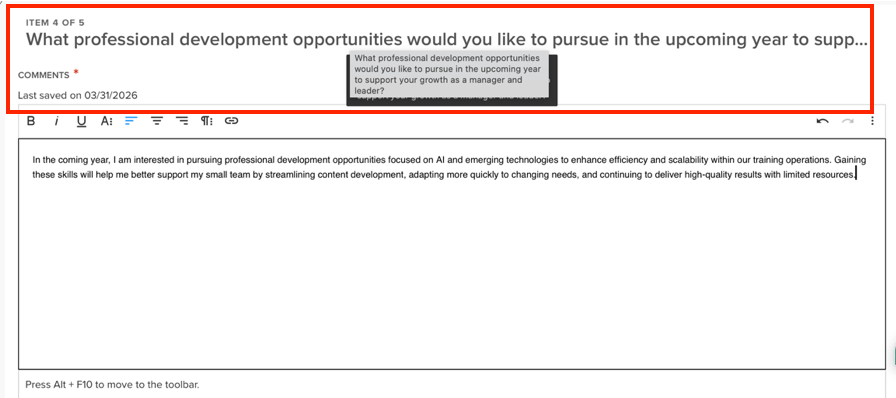 ITEM 4 OF 5
What professional development opportunities would you like to pursue in the upcoming year to supp...
What professional development opportunities
would you like to pursue in the upcoming year
to support your growth as a manager and
leader?
COMMENTS *
Last saved on 03/31/2026
B i U A
In the coming year, I am interested in pursuing professional development opportunities focused on AI and emerging technologies to enhance efficiency and scalability within our training operations. Gaining
these skills will help me better support my small team by streamlining content development, adapting more quickly to changing needs, and continuing to deliver high-quality results with limited resources.
Press Alt + F10 to move to the toolbar.